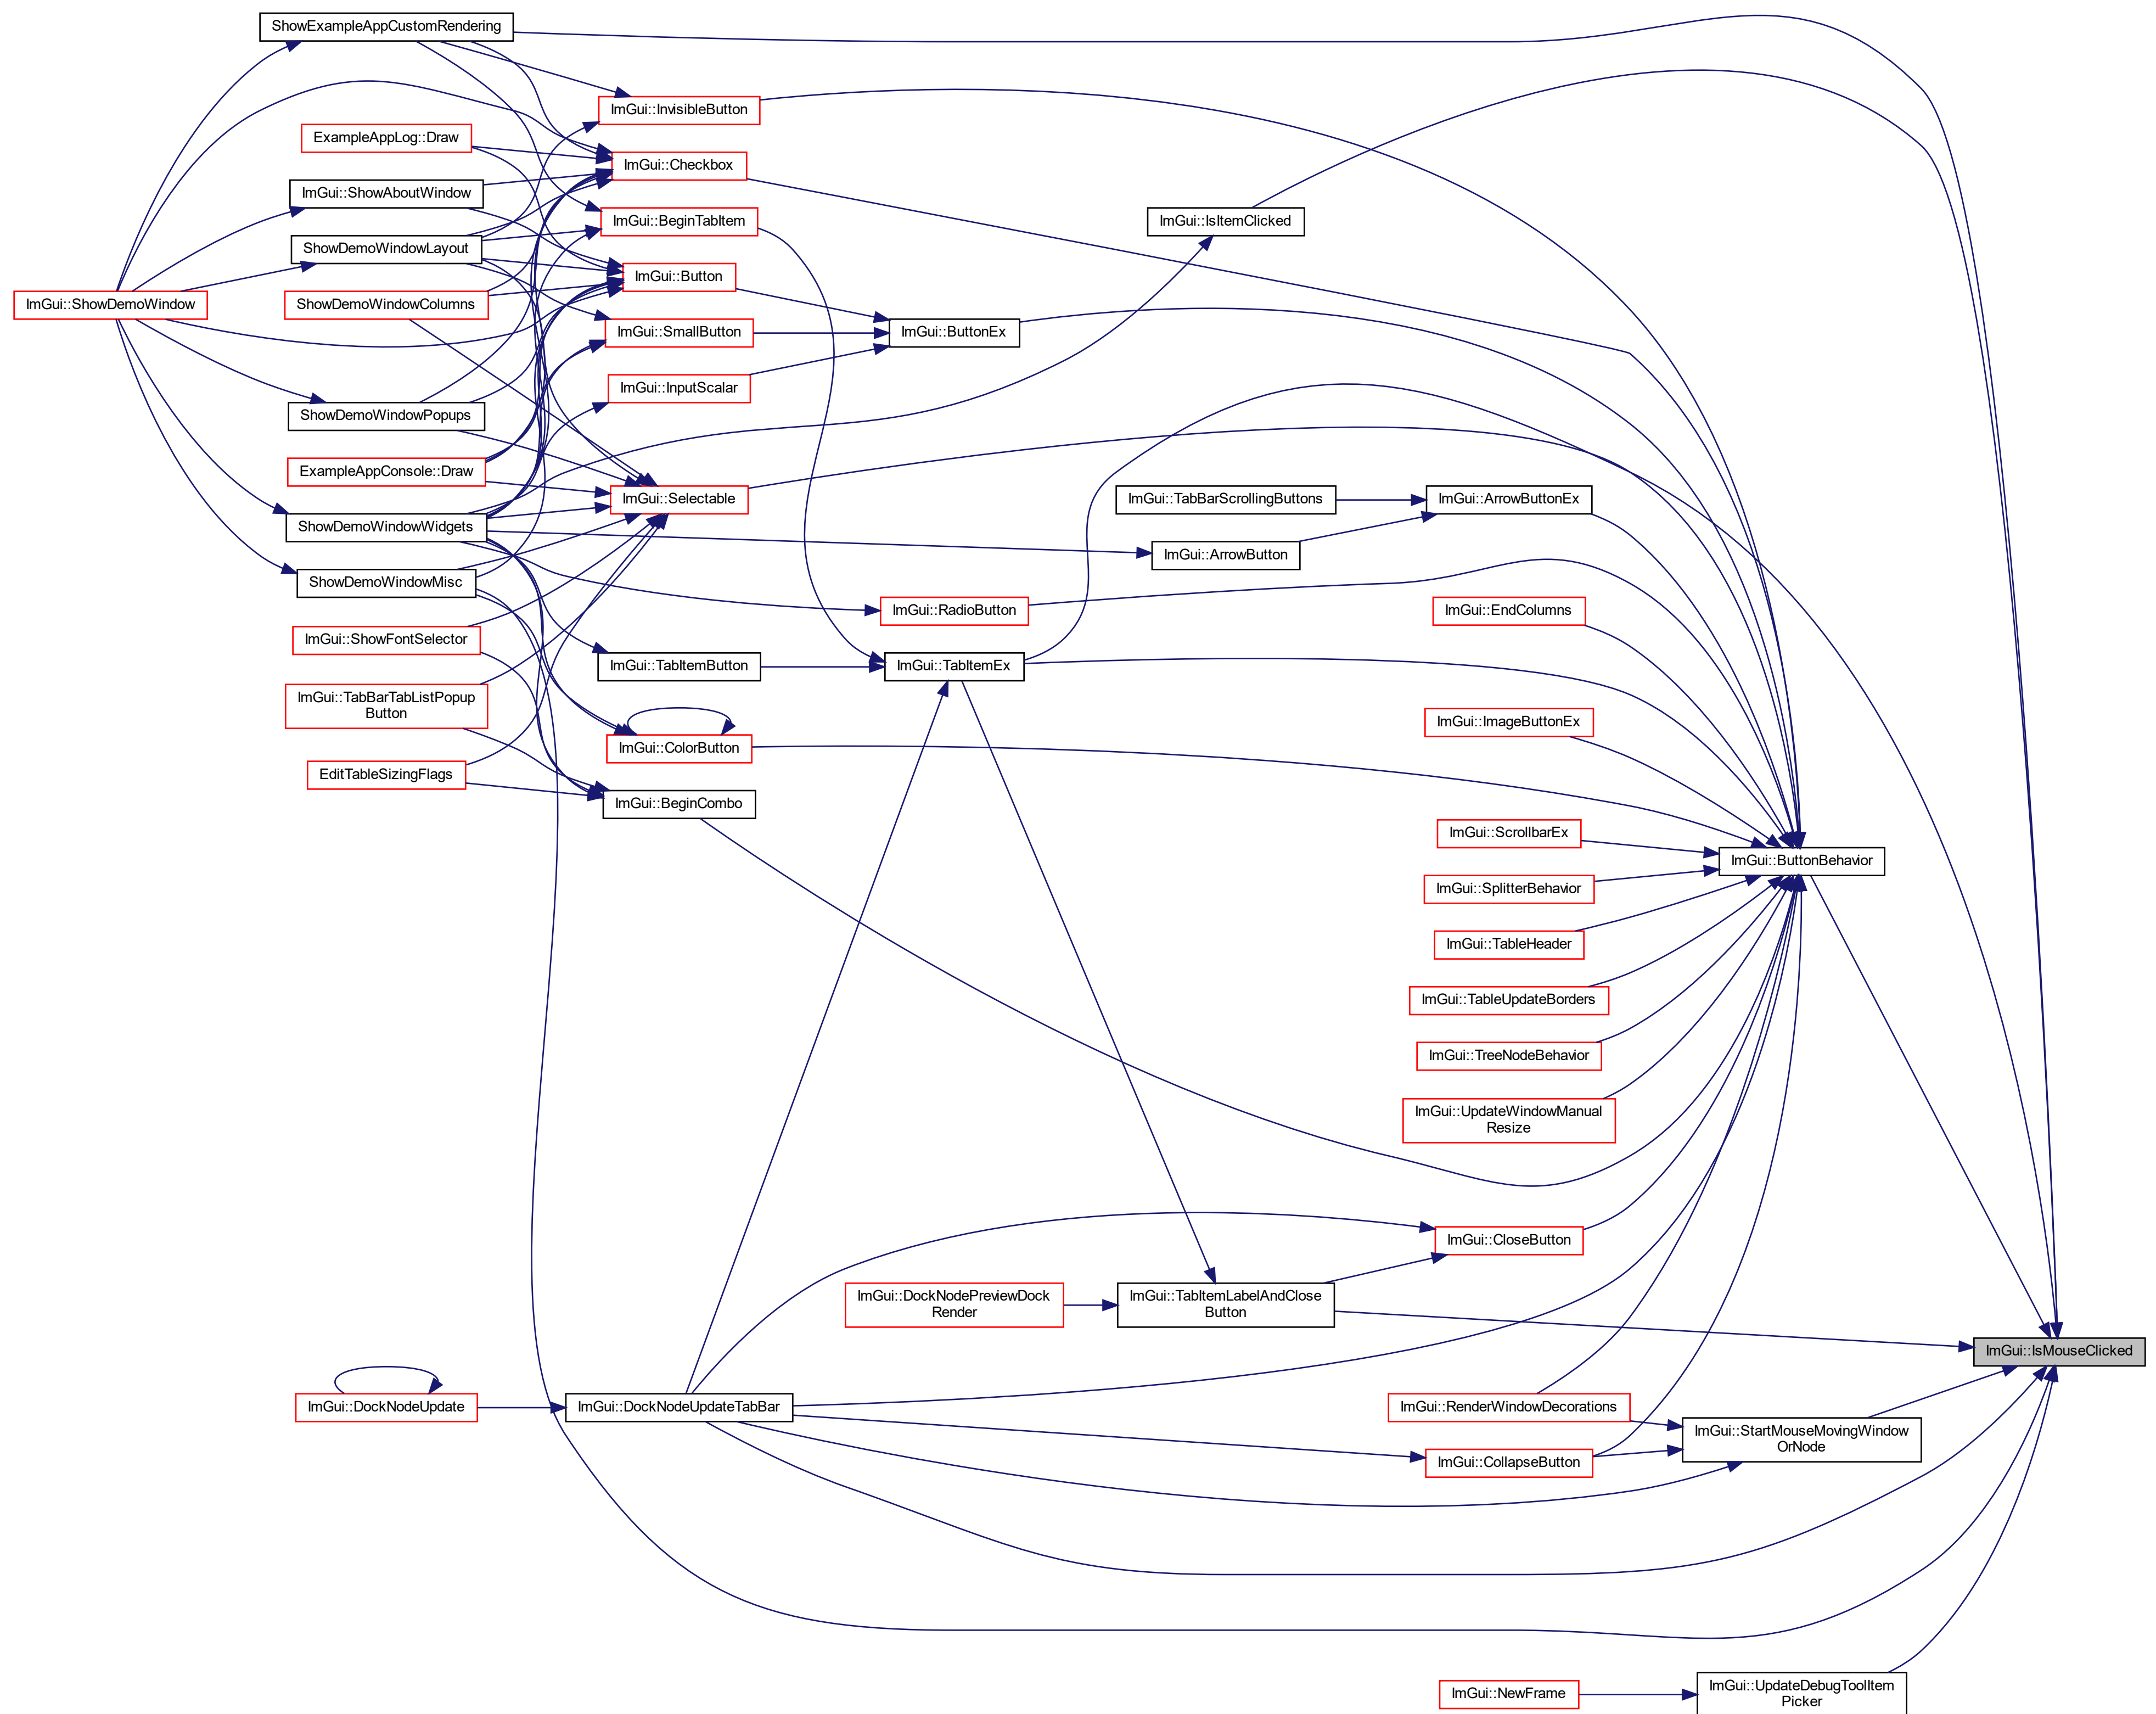 ShowExampleAppCustomRendering
ImGui::InvisibleButton
ExampleAppLog::Draw
ImGui::Checkbox
ImGui::ShowAboutWindow
ImGui::BeginTabItem
ImGui::IsItemClicked
ShowDemoWindowLayout
ImGui::Button
ImGui::ShowDemoWindow
ShowDemoWindowColumns
ImGui::SmallButton
ImGui::ButtonEx
ImGui::InputScalar
ShowDemoWindowPopups
ExampleAppConsole::Draw
ImGui::Selectable
ImGui::TabBarScrollingButtons
ImGui::ArrowButtonEx
ShowDemoWindowWidgets
ImGui::ArrowButton
ShowDemoWindowMisc
ImGui::RadioButton
ImGui::EndColumns
ImGui::ShowFontSelector
ImGui::TabItemButton
ImGui::TabItemEx
ImGui::TabBarTabListPopup
Button
ImGui::ImageButtonEx
ImGui::ColorButton
EditTableSizingFlags
ImGui::BeginCombo
ImGui::ScrollbarEx
ImGui::ButtonBehavior
ImGui::SplitterBehavior
ImGui::TableHeader
ImGui::TableUpdateBorders
ImGui::TreeNodeBehavior
ImGui::UpdateWindowManual
Resize
ImGui::CloseButton
ImGui::DockNodePreviewDock
Render
ImGui::TabItemLabelAndClose
Button
ImGui::IsMouseClicked
ImGui::DockNodeUpdate
ImGui::DockNodeUpdateTabBar
ImGui::RenderWindowDecorations
ImGui::StartMouseMovingWindow
OrNode
ImGui::CollapseButton
ImGui::NewFrame
ImGui::UpdateDebugToolItem
Picker